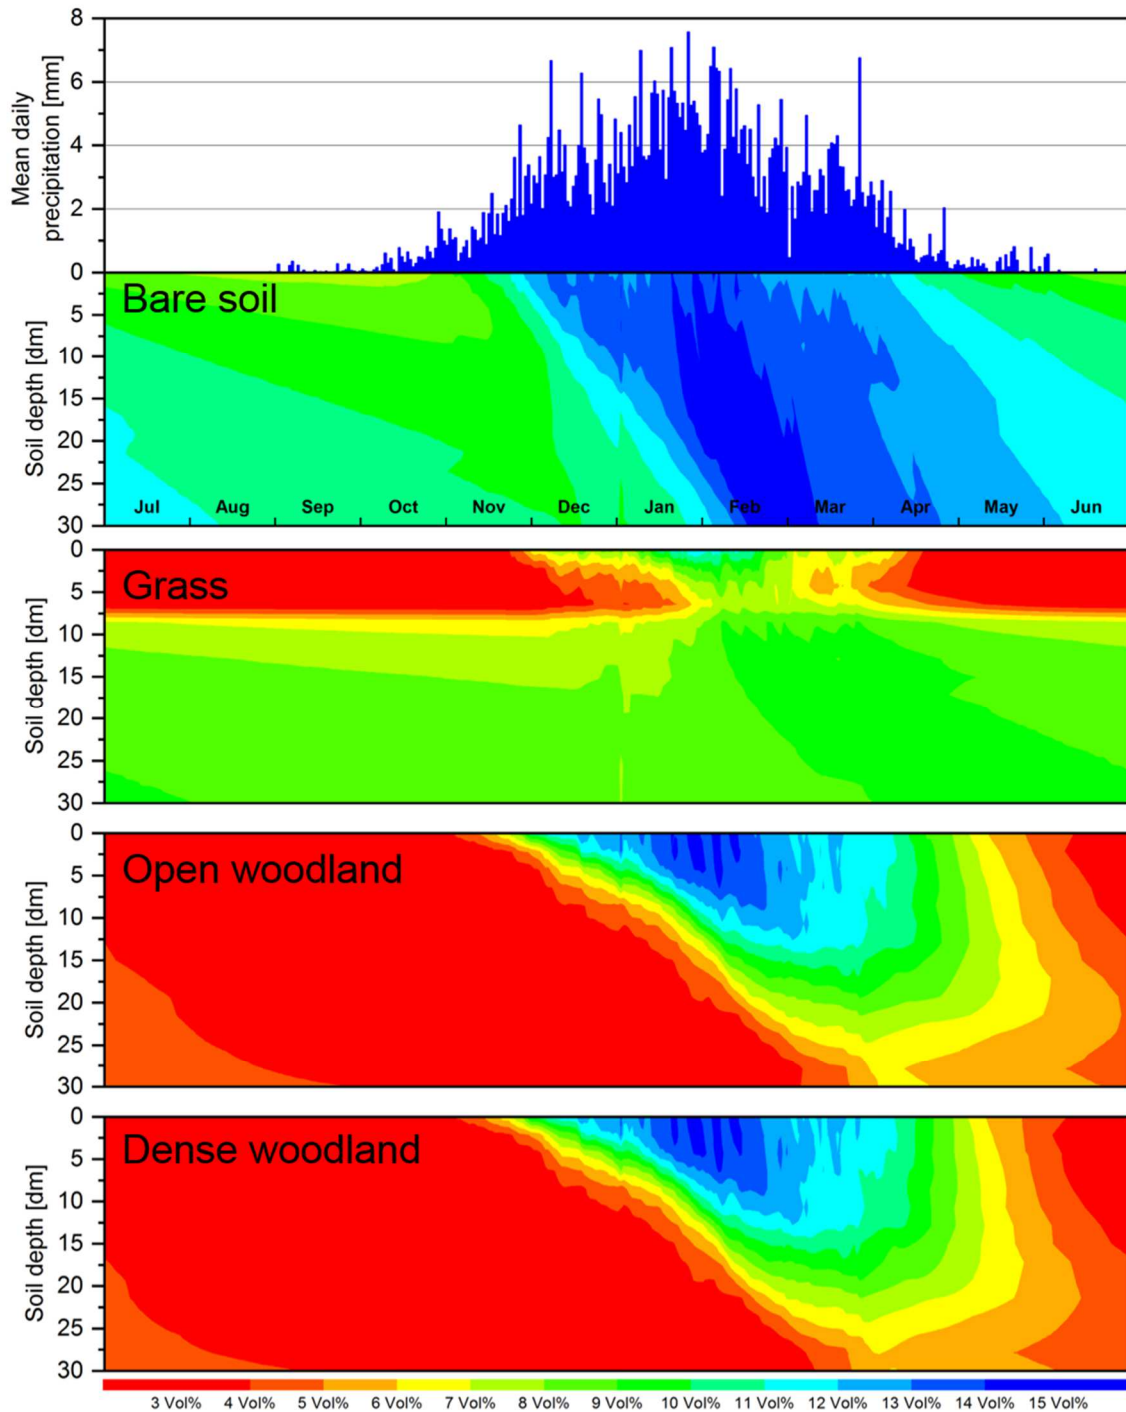 Mean daily
precipitation [mm]
8
6
4
2
0
Bare soil
Soil depth [dm]
5
10
15
20
25
30
Jul Aug Sep Oct Nov Dec Jan Feb Mar Apr May Jun
Grass
Soil depth [dm]
0
5
10
15
20
25
30
Open woodland
Soil depth [dm]
0
5
10
15
20
25
30
Dense woodland
Soil depth [dm]
0
5
10
15
20
25
30
3 Vol% 4 Vol% 5 Vol% 6 Vol% 7 Vol% 8 Vol% 9 Vol% 10 Vol% 11 Vol% 12 Vol% 13 Vol% 14 Vol% 15 Vol%